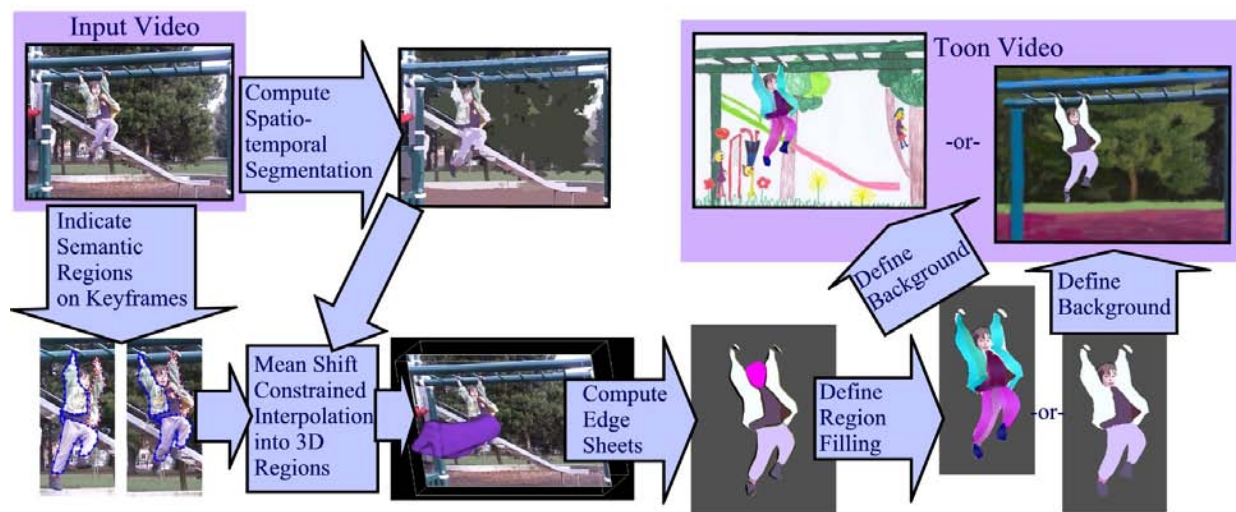 Input Video
Compute
Spatio-
temporal
Segmentation
Toon Video
-or-
Indicate
Semantic
Regions
on Keyframes
Define
Background
Define
Background
Mean Shift
Constrained
Interpolation
into 3D
Regions
Compute
Edge
Sheets
Define
Region
Filling
-or-